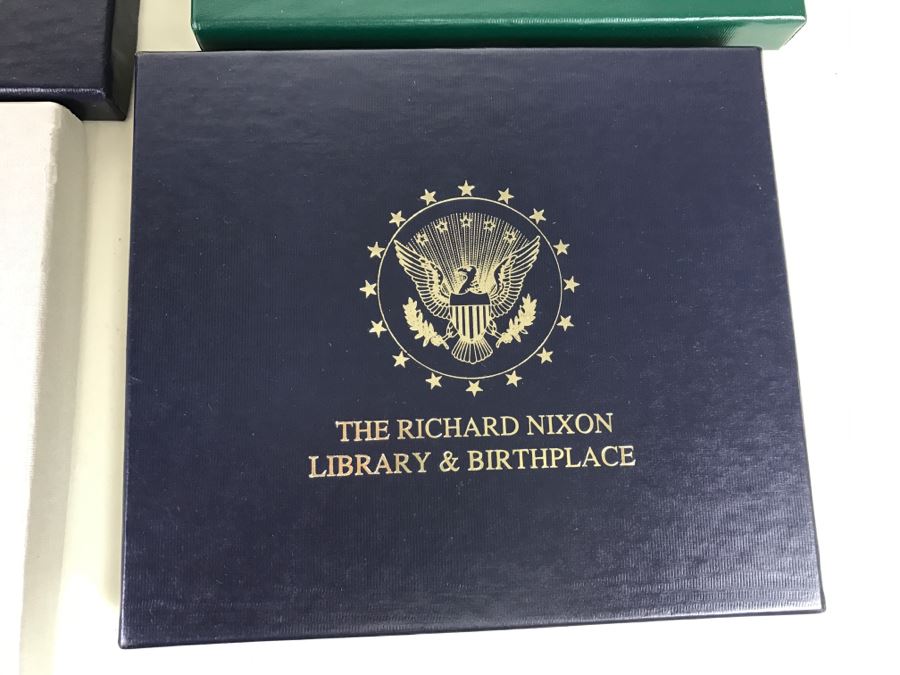 THE RICHARD NIXON
LIBRARY & BIRTHPLACE